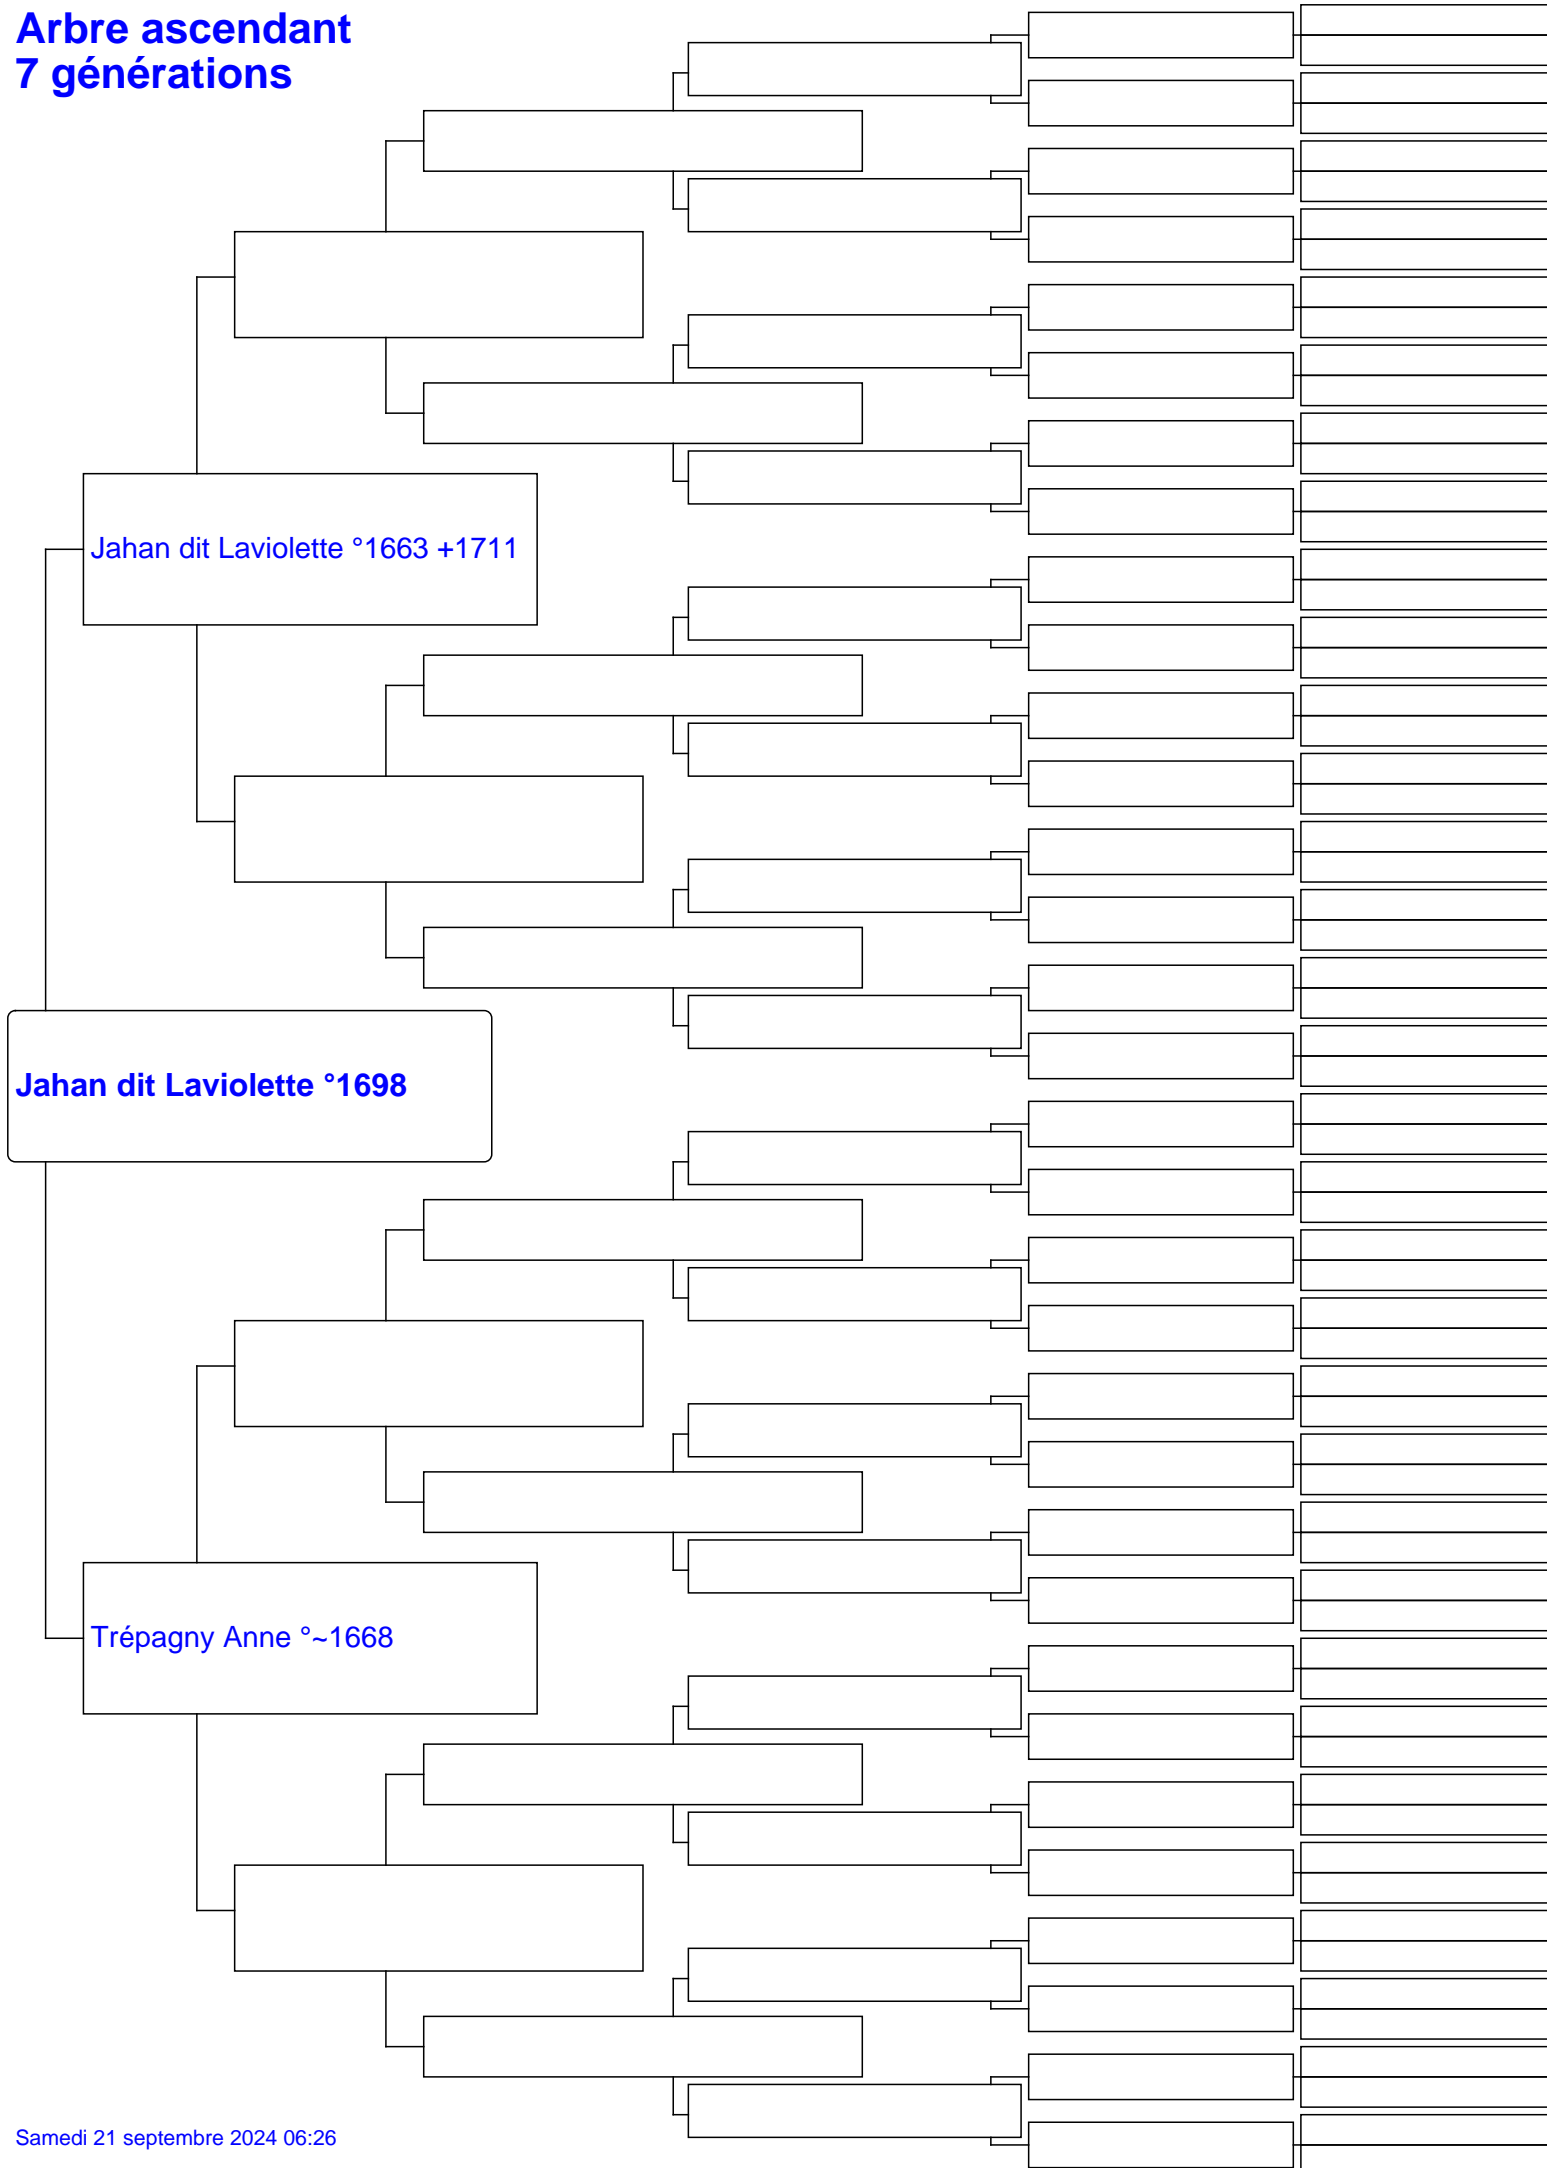 Arbre ascendant
7 générations
Jahan dit Laviolette °1663 +1711
Jahan dit Laviolette °1698
Trépagny Anne °~1668
Samedi 21 septembre 2024 06:26